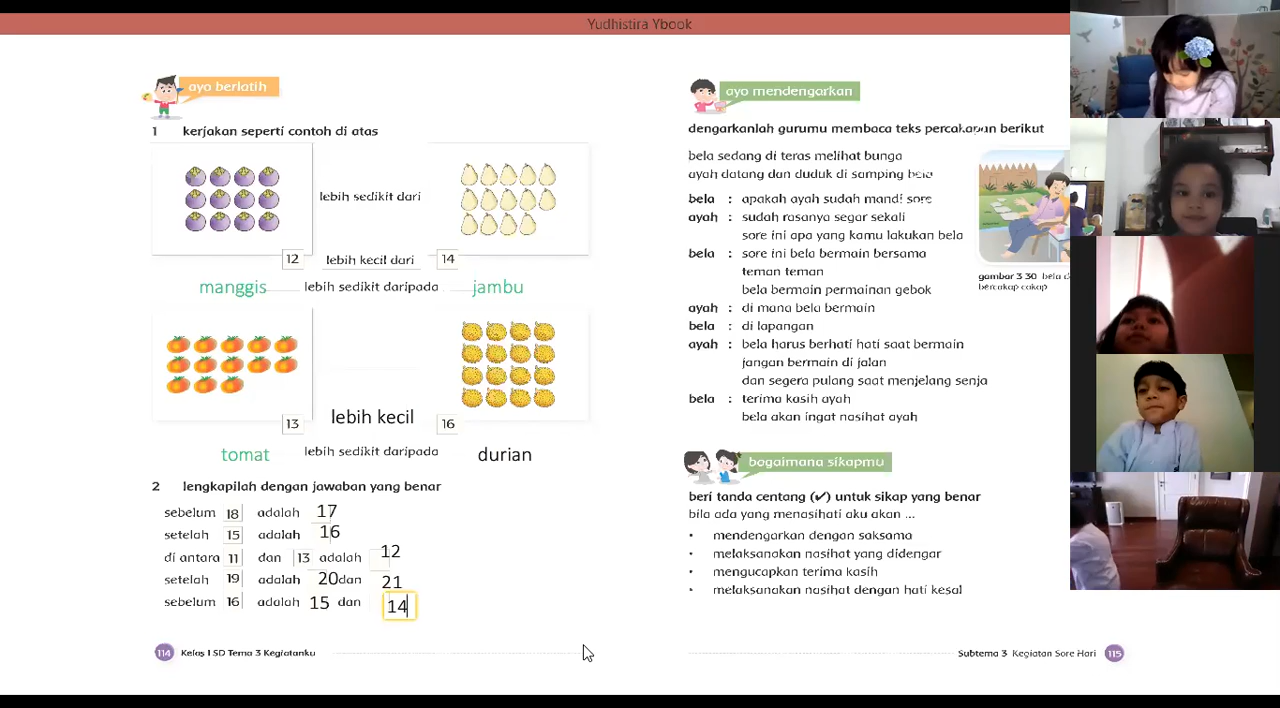 Yudhistira Ybook
ayo berlatih
1 kerjakan seperti contoh di atas
lebih sedikit dari
12 lebih kecil dari 14
manggis lebih sedikit daripada jambu
13 lebih kecil 16
tomat lebih sedikit daripada durian
2 lengkapilah dengan jawaban yang benar
sebelum 18 adalah 17
setelah 15 adalah 16
di antara 11 dan 13 adalah 12
setelah 19 adalah 20 dan 21
sebelum 16 adalah 15 dan 14
114 Kelas I SD Tema 3 Kegiatanku
ayo mendengarkan
dengarkanlah gurumu membaca teks percakapan berikut
bela sedang di teras melihat bunga
ayah datang dan duduk di samping bela
bela : apakah ayah sudah mandi sore
ayah : sudah rasanya segar sekali
sore ini apa yang kamu lakukan bela
bela : sore ini bela bermain bersama
teman teman
bela bermain permainan gebok
ayah : di mana bela bermain
bela : di lapangan
ayah : bela harus berhati hati saat bermain
jangan bermain di jalan
dan segera pulang saat menjelang senja
bela : terima kasih ayah
bela akan ingat nasihat ayah
gambar 3 30 bela
bercakap cakap
bagaimana sikapmu
beri tanda centang (✔) untuk sikap yang benar
bila ada yang menasihati aku akan ...
• mendengarkan dengan saksama
• melaksanakan nasihat yang didengar
• mengucapkan terima kasih
• melaksanakan nasihat dengan hati kesal
Subtema 3 Kegiatan Sore Hari 115